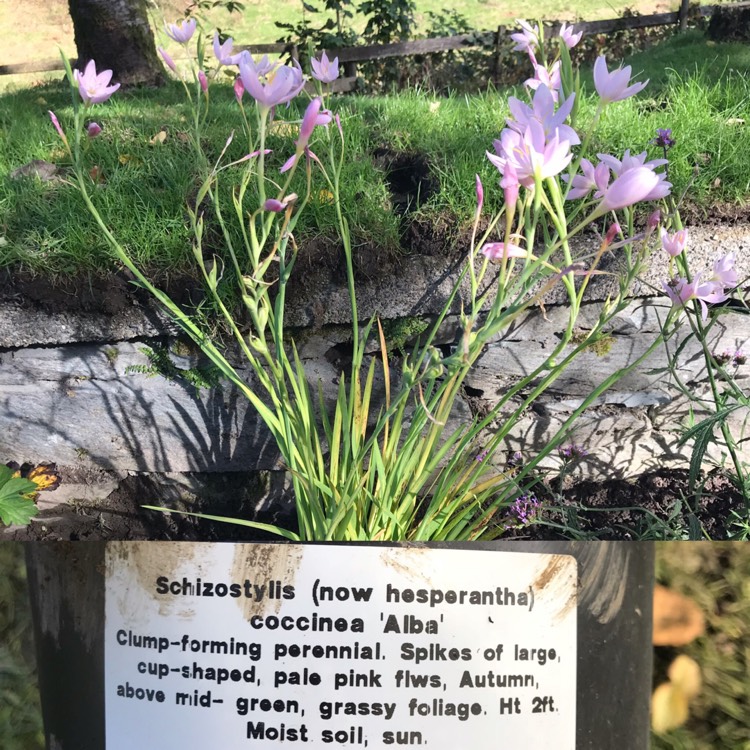 Schizostylis (now hesperantha)
coccinea 'Alba'
Clump-forming perennial. Spikes of large,
cup-shaped, pale pink flws, Autumn,
above mid- green, grassy foliage. Ht 2ft.
Moist soil, sun.